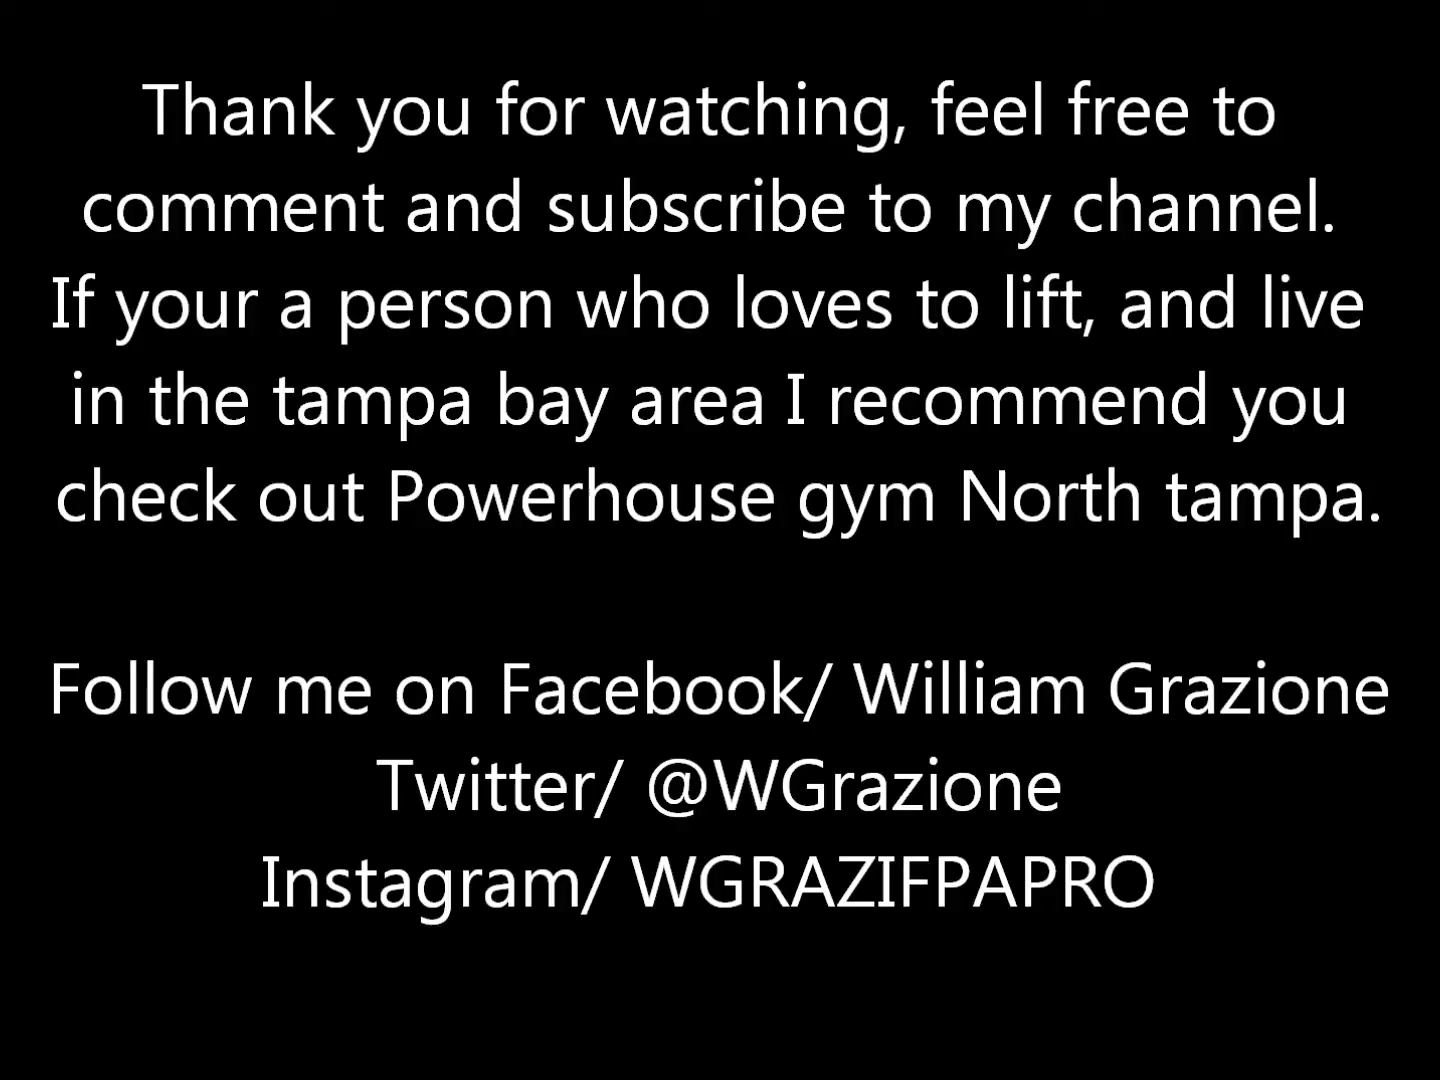 Thank you for watching, feel free to
comment and subscribe to my channel.
If your a person who loves to lift, and live
in the tampa bay area I recommend you
check out Powerhouse gym North tampa.
Follow me on Facebook/ William Grazione
Twitter/ @WGrazione
Instagram/ WGRAZIFPAPRO